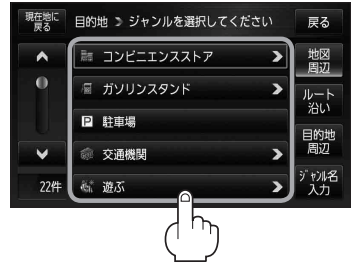 現在地に
戻る
目的地 ジャンルを選択してください
戻る
コンビニエンスストア
ガソリンスタンド
P 駐車場
交通機関
遊ぶ
22件
地図
周辺
ルート
沿い
目的地
周辺
ジャンル名
入力